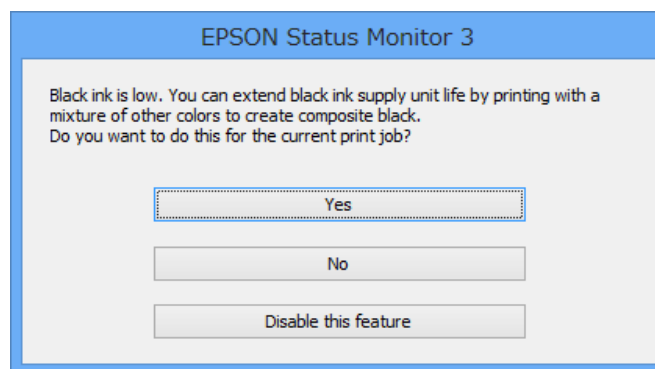 EPSON Status Monitor 3
Black ink is low. You can extend black ink supply unit life by printing with a
mixture of other colors to create composite black.
Do you want to do this for the current print job?
Yes
No
Disable this feature